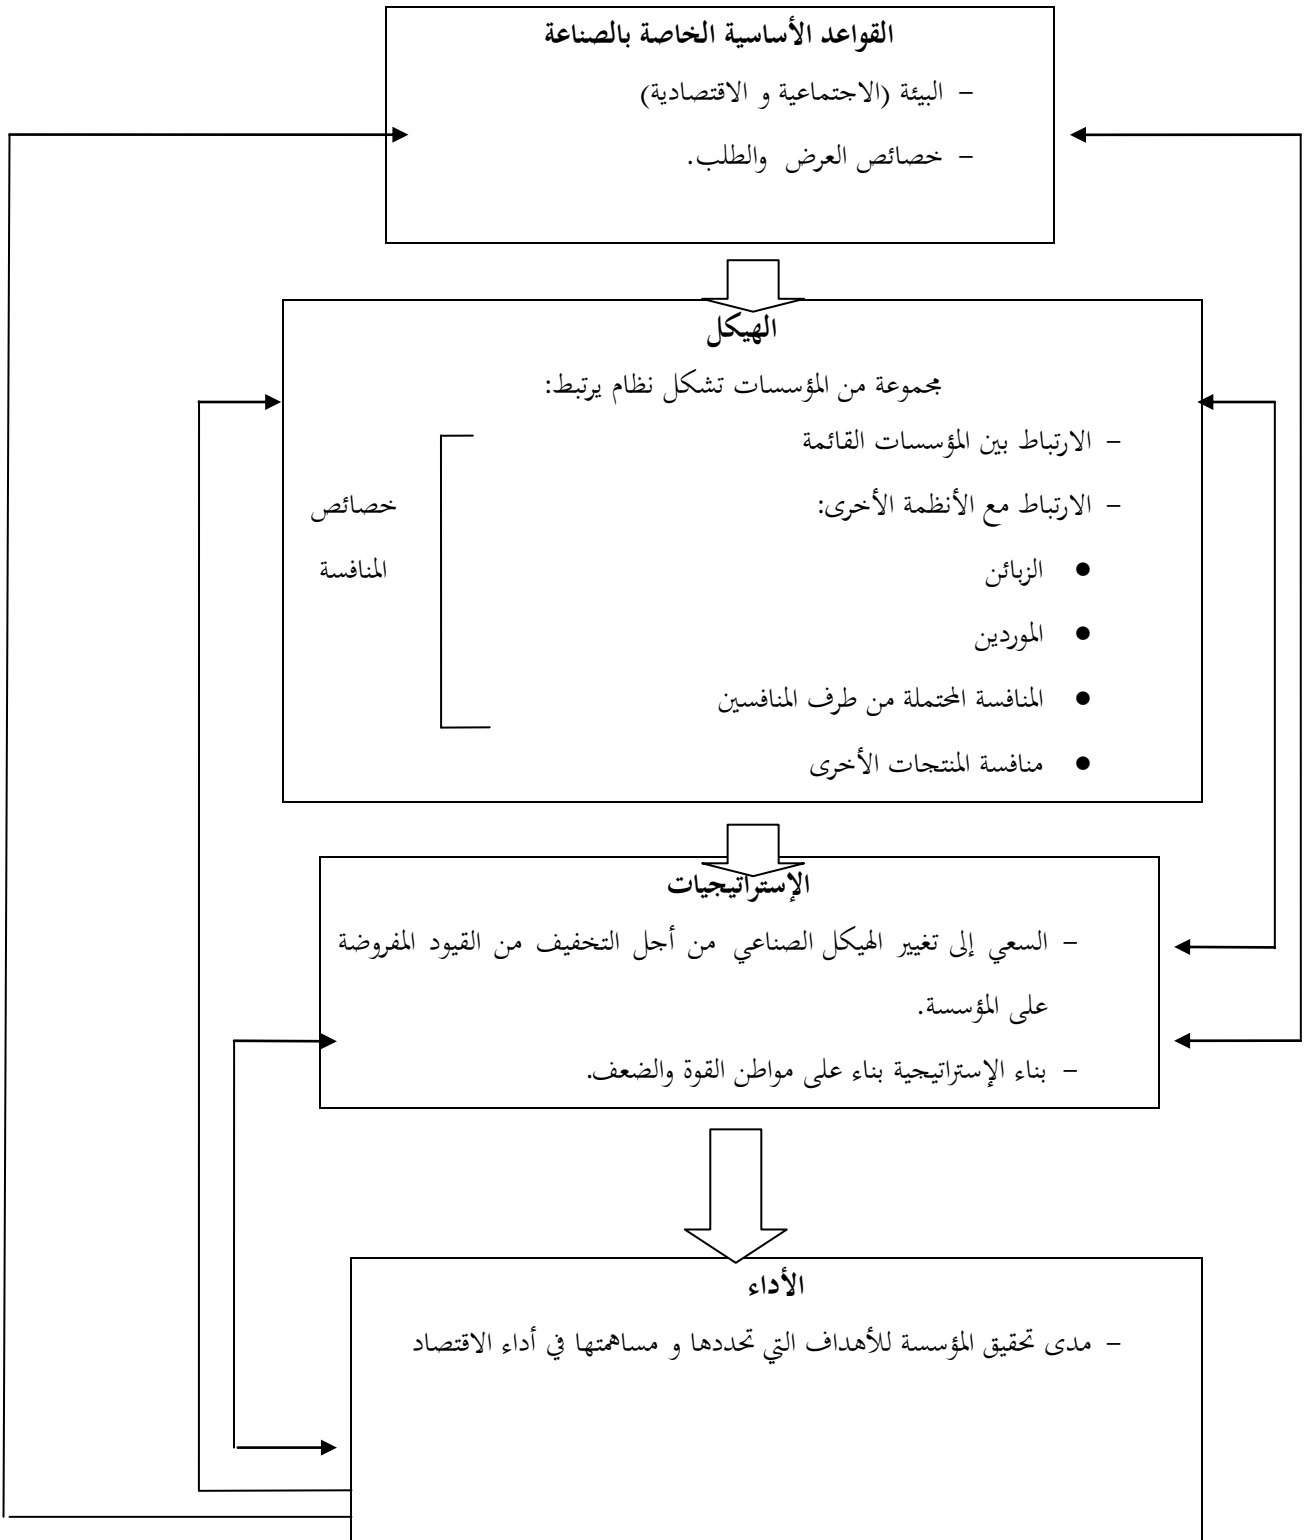 القواعد الأساسية الخاصة بالصناعة
- البيئة (الاجتماعية و الاقتصادية)
- خصائص العرض والطلب.
الهيكل
مجموعة من المؤسسات تشكل نظام يرتبط:
- الارتباط بين المؤسسات القائمة
- الارتباط مع الأنظمة الأخرى:
● الزبائن
● الموردين
● المنافسة المحتملة من طرف المنافسين
● منافسة المنتجات الأخرى
خصائص
المنافسة
الإستراتيجيات
- السعي إلى تغيير الهيكل الصناعي من أجل التخفيف من القيود المفروضة
على المؤسسة.
- بناء الإستراتيجية بناء على مواطن القوة والضعف.
الأداء
- مدى تحقيق المؤسسة للأهداف التي تحددها و مساهمتها في أداء الاقتصاد